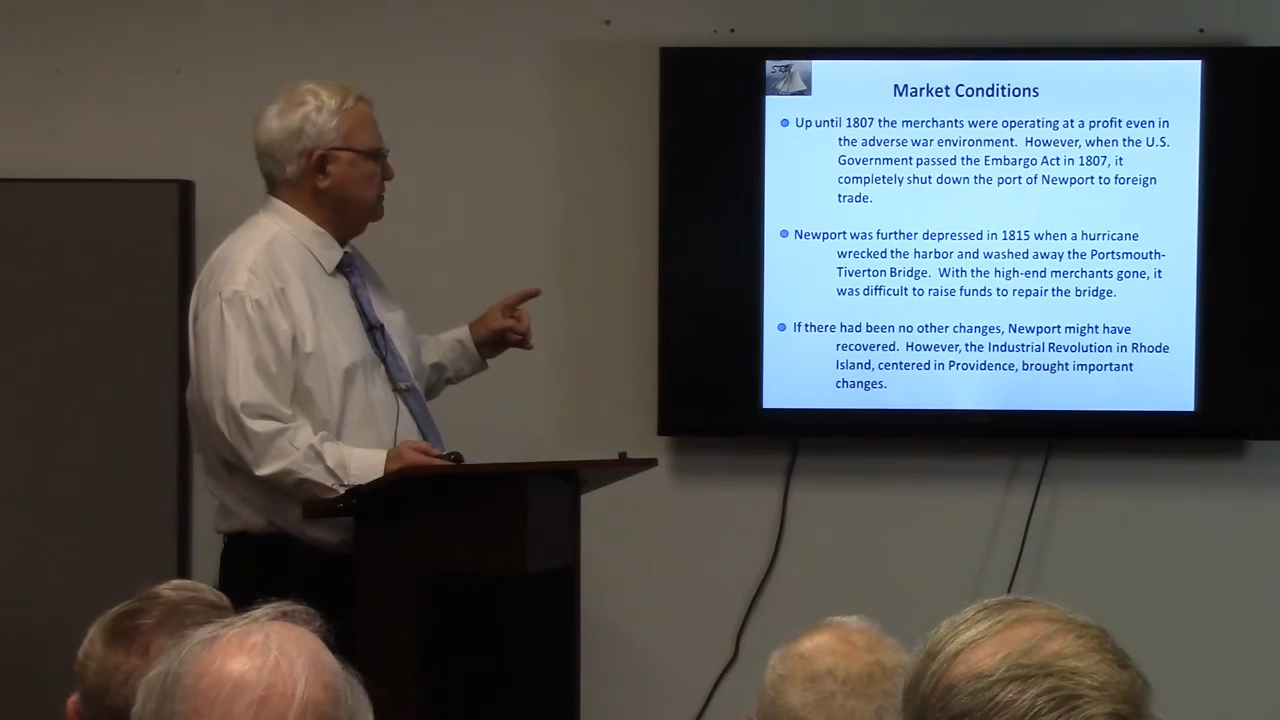 SRH
Market Conditions
Up until 1807 the merchants were operating at a profit even in
the adverse war environment. However, when the U.S.
Government passed the Embargo Act in 1807, it
completely shut down the port of Newport to foreign
trade.
Newport was further depressed in 1815 when a hurricane
wrecked the harbor and washed away the Portsmouth-
Tiverton Bridge. With the high-end merchants gone, it
was difficult to raise funds to repair the bridge.
If there had been no other changes, Newport might have
recovered. However, the Industrial Revolution in Rhode
Island, centered in Providence, brought important
changes.